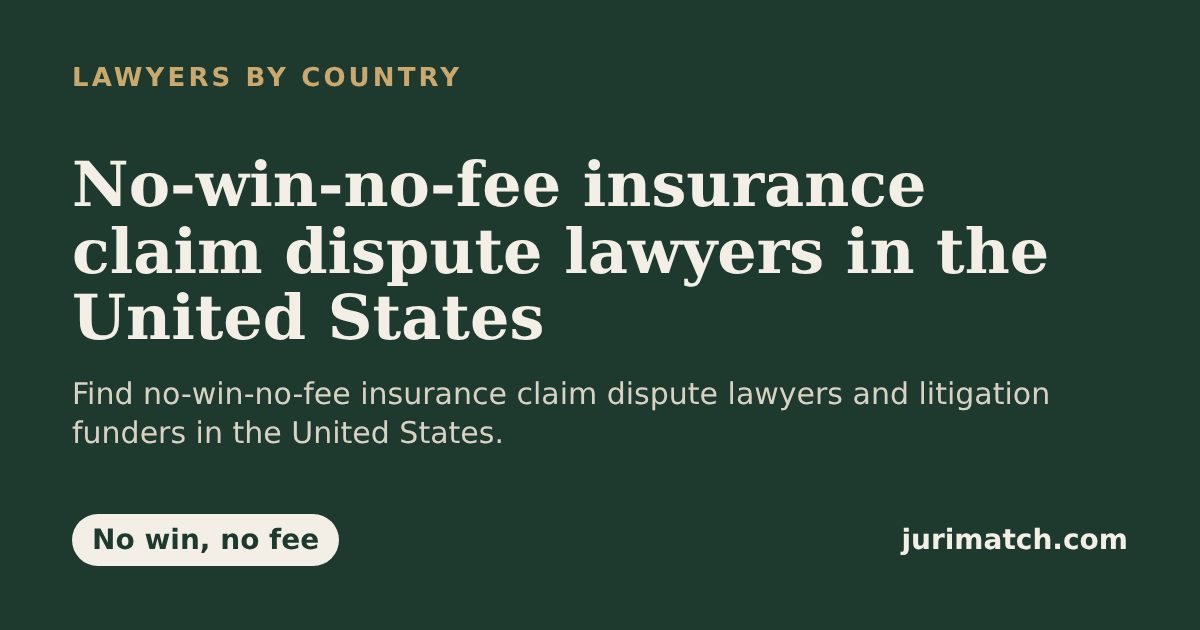 LAWYERS BY COUNTRY
No-win-no-fee insurance
claim dispute lawyers in the
United States
Find no-win-no-fee insurance claim dispute lawyers and litigation
funders in the United States.
No win, no fee
jurimatch.com